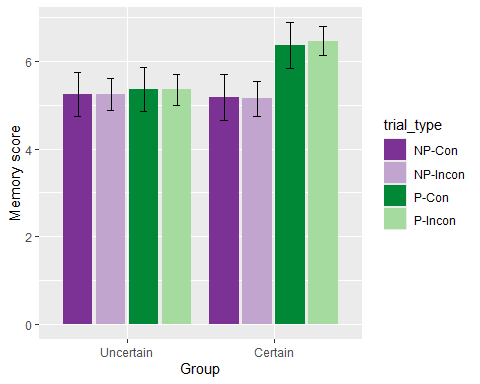 6
4
2
0
Memory score
Uncertain
Certain
Group
trial_type
NP-Con
NP-Incon
P-Con
P-Incon